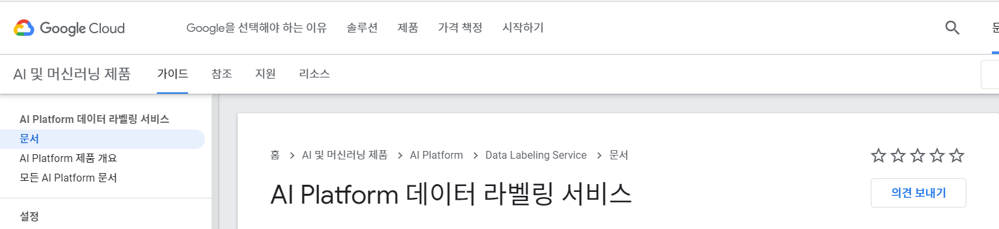 Google Cloud
Google을 선택해야 하는 이유 솔루션 제품 가격 책정 시작하기
AI 및 머신러닝 제품 가이드 참조 지원 리소스
AI Platform 데이터 라벨링 서비스
문서
AI Platform 제품 개요
모든 AI Platform 문서
설정
홈 > AI 및 머신러닝 제품 > AI Platform > Data Labeling Service > 문서
AI Platform 데이터 라벨링 서비스
의견 보내기